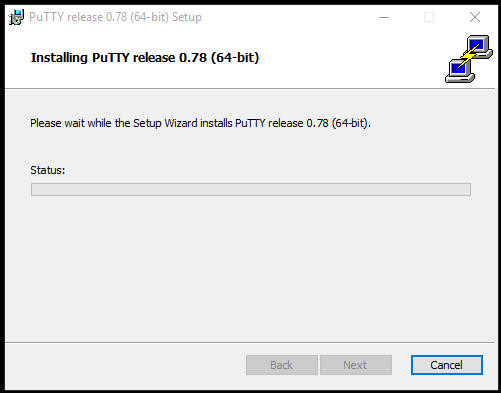 PuTTY release 0.78 (64-bit) Setup
Installing PuTTY release 0.78 (64-bit)
Please wait while the Setup Wizard installs PuTTY release 0.78 (64-bit).
Status:
Back Next Cancel